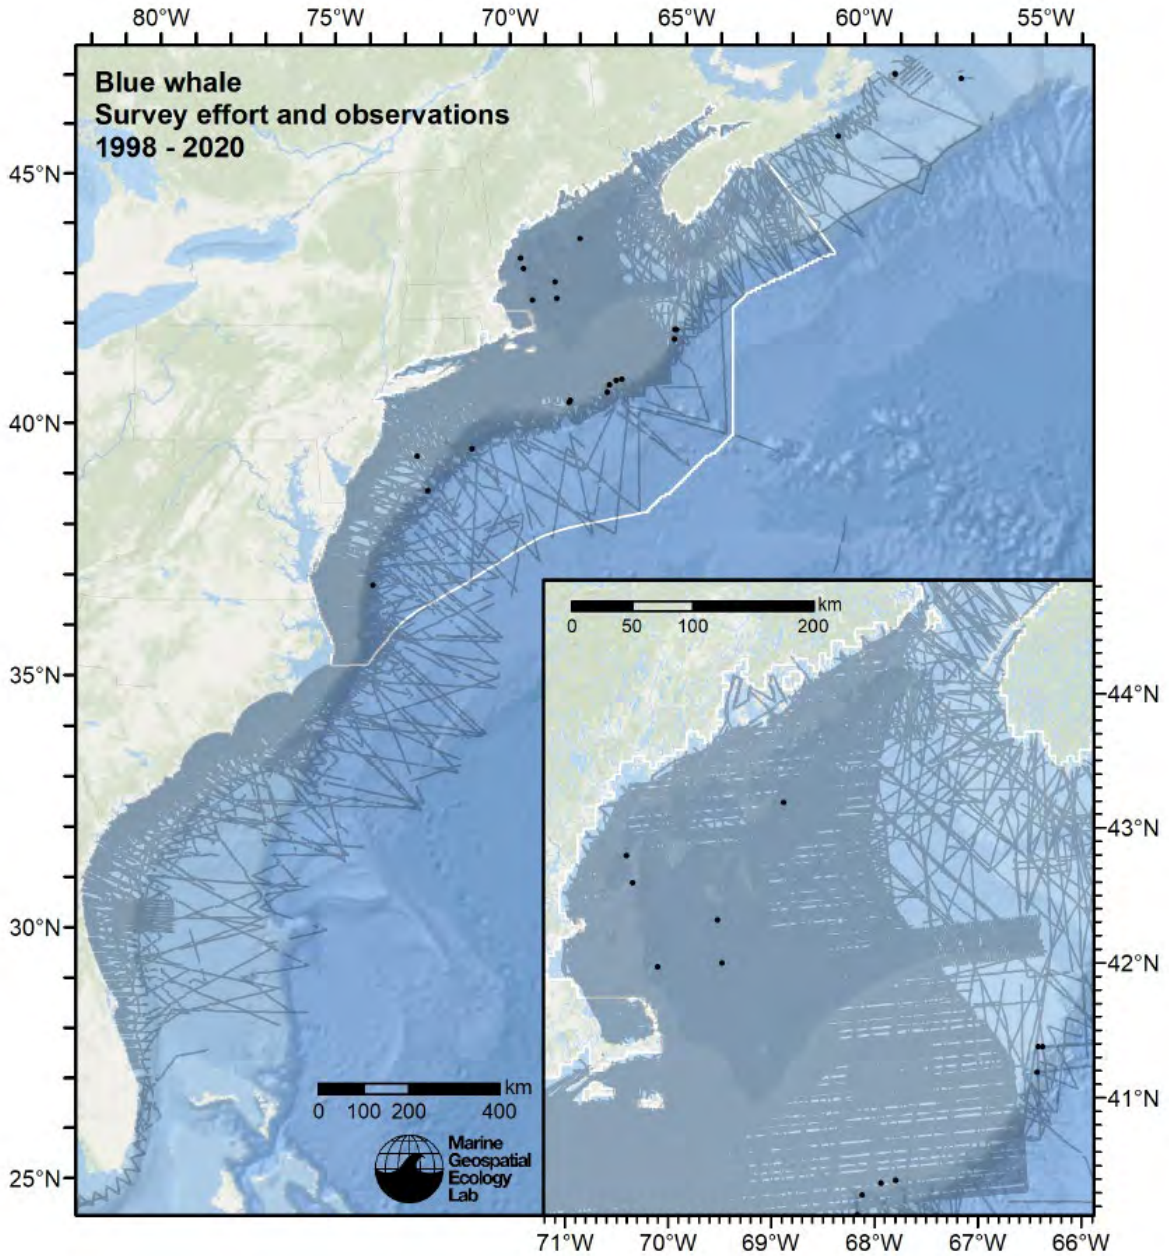 80°W 75°W 70°W 65°W 60°W 55°W
Blue whale
Survey effort and observations
1998 - 2020
45°N
40°N
35°N
30°N
25°N
km
0 50 100 200
44°N
43°N
42°N
41°N
km
0 100 200 400
Marine
Geospatial
Ecology
Lab
71°W 70°W 69°W 68°W 67°W 66°W